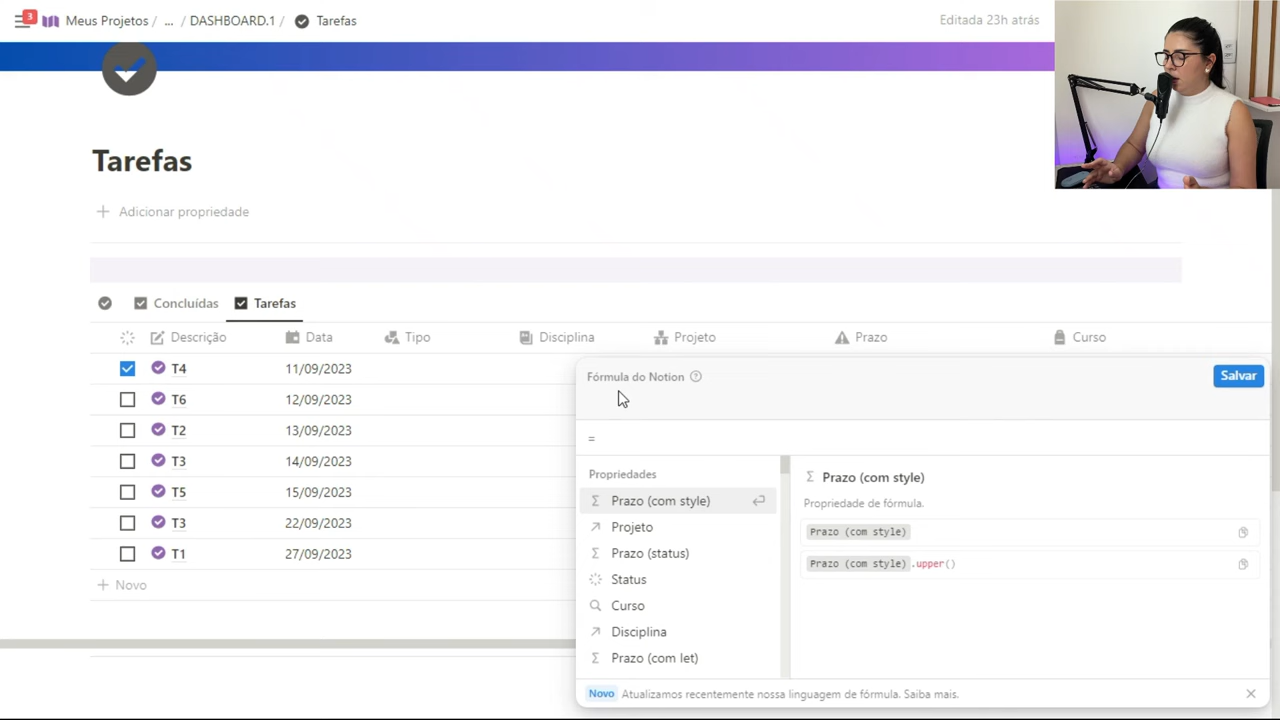 3 Meus Projetos / ... / DASHBOARD.1 / Tarefas
Editada 23h atrás
Tarefas
Adicionar propriedade
Concluídas Tarefas
Descrição Data Tipo Disciplina Projeto Prazo Curso
T4 11/09/2023
T6 12/09/2023
T2 13/09/2023
T3 14/09/2023
T5 15/09/2023
T3 22/09/2023
T1 27/09/2023
+ Novo
Fórmula do Notion ?
Salvar
=
Propriedades
Σ Prazo (com style)
Projeto
Σ Prazo (status)
Status
Curso
Disciplina
Σ Prazo (com let)
Σ Prazo (com style)
Propriedade de fórmula.
Prazo (com style)
Prazo (com style).upper()
Novo Atualizamos recentemente nossa linguagem de fórmula. Saiba mais.